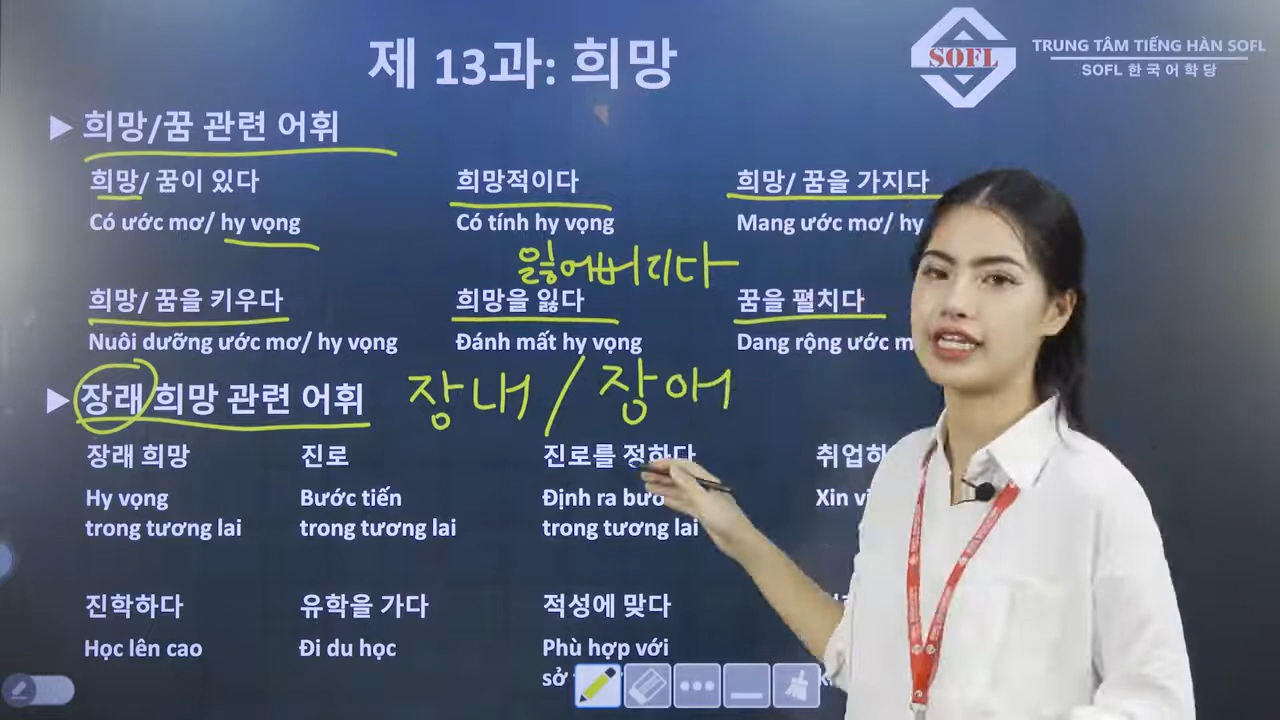 제 13과: 희망
SOFL
TRUNG TÂM TIẾNG HÀN SOFL
SOFL 한국어학당
희망/꿈 관련 어휘
희망/ 꿈이 있다 희망적이다 희망/ 꿈을 가지다
Có ước mơ/ hy vọng Có tính hy vọng Mang ước mơ/ hy
잃어버리다
희망/ 꿈을 키우다 희망을 잃다 꿈을 펼치다
Nuôi dưỡng ước mơ/ hy vọng Đánh mất hy vọng Dang rộng ước
장래 희망 관련 어휘 장내 / 장애
장래 희망 진로 진로를 정하다 취업하
Hy vọng Bước tiến Định ra bướ Xin
trong tương lai trong tương lai trong tương lai
진학하다 유학을 가다 적성에 맞다
Học lên cao Đi du học Phù hợp với
sở